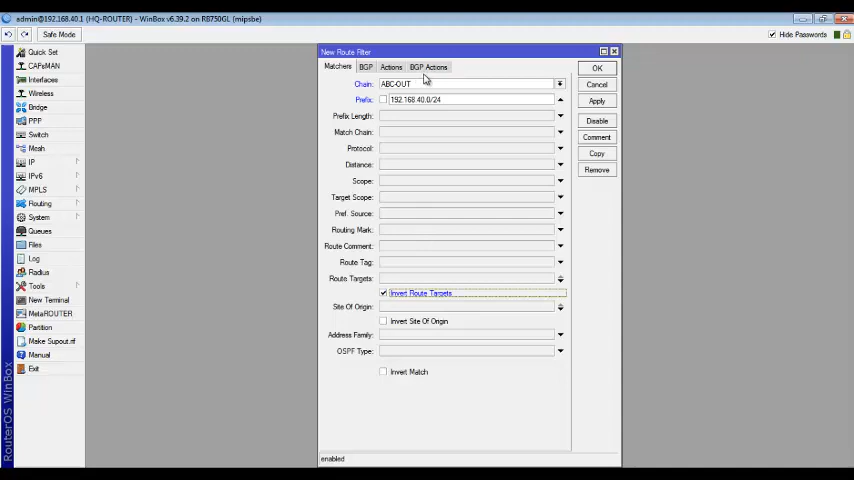 admin@192.168.40.1 (HQ-ROUTER) - WinBox v6.39.2 on RB750GL (mipsbe)
Safe Mode
Hide Passwords
Quick Set
CAPsMAN
Interfaces
Wireless
Bridge
PPP
Switch
Mesh
IP
IPv6
MPLS
Routing
System
Queues
Files
Log
Radius
Tools
New Terminal
MetaROUTER
Partition
Make Supout.rif
Manual
Exit
RouterOS WinBox
New Route Filter
Matchers BGP Actions BGP Actions
Chain: ABC-OUT
Prefix: 192.168.40.0/24
Prefix Length:
Match Chain:
Protocol:
Distance:
Scope:
Target Scope:
Pref. Source:
Routing Mark:
Route Comment:
Route Tag:
Route Targets:
Invert Route Targets
Site Of Origin:
Invert Site Of Origin
Address Family:
OSPF Type:
Invert Match
OK
Cancel
Apply
Disable
Comment
Copy
Remove
enabled